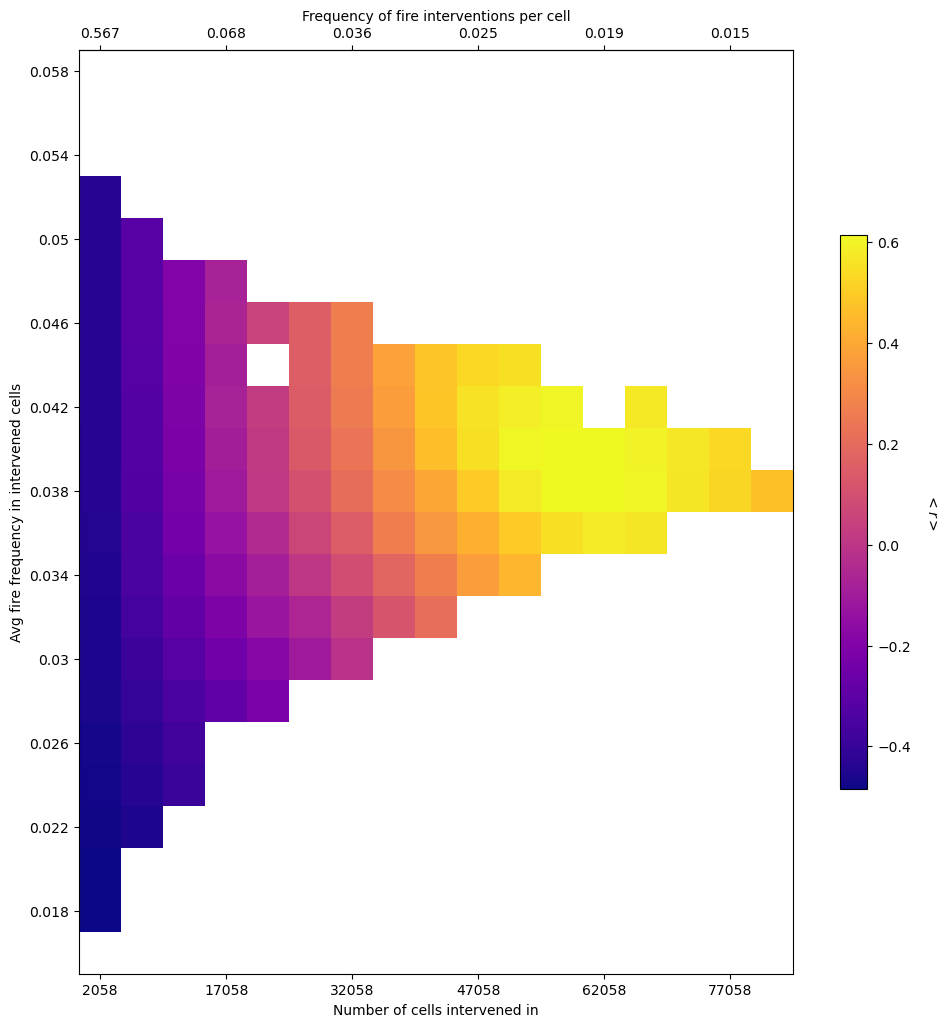 Frequency of fire interventions per cell
0.567 0.068 0.036 0.025 0.019 0.015
Avg fire frequency in intervened cells
0.058
0.054
0.05
0.046
0.042
0.038
0.034
0.03
0.026
0.022
0.018
2058 17058 32058 47058 62058 77058
Number of cells intervened in
0.6
0.4
0.2
0.0
−0.2
−0.4
< r >